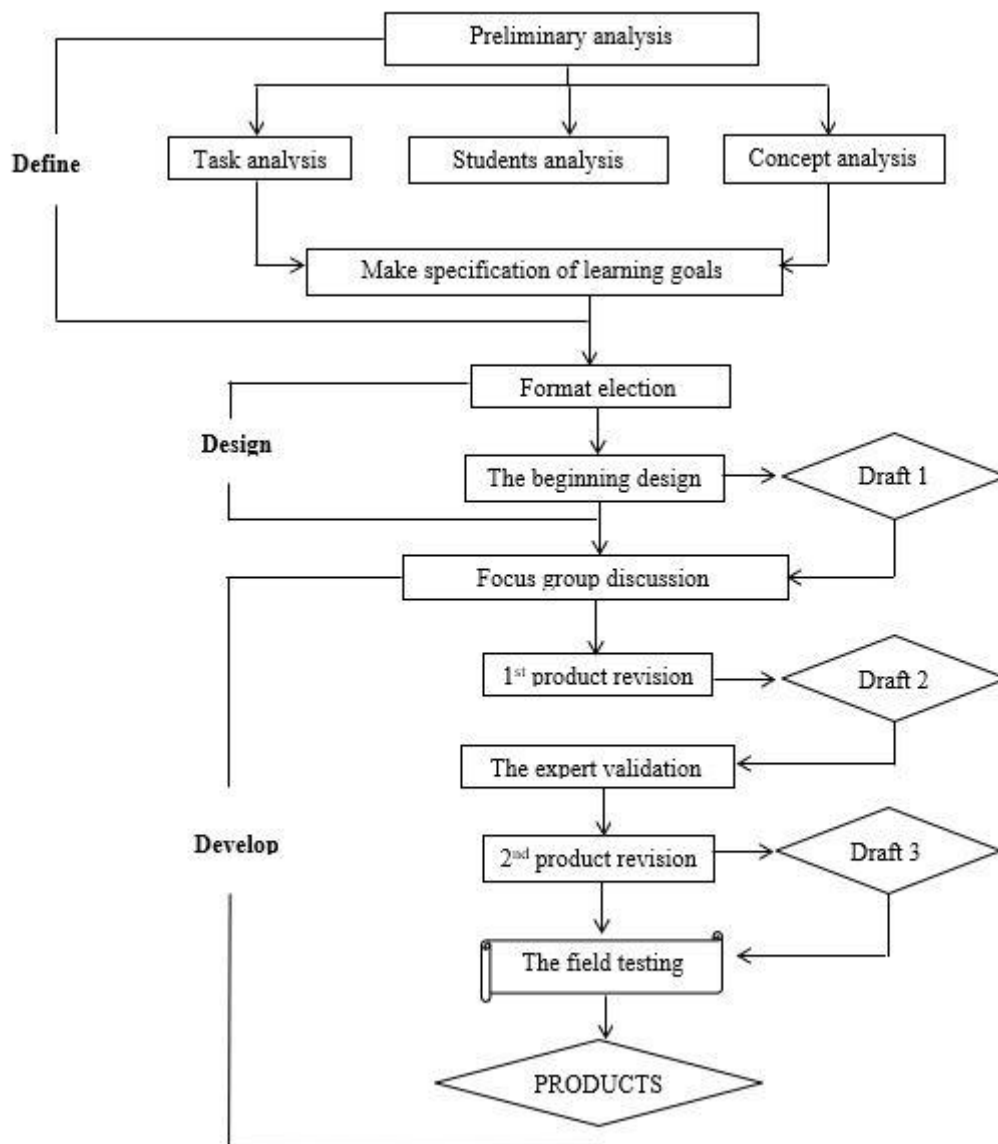 Preliminary analysis
Define
Task analysis
Students analysis
Concept analysis
Make specification of learning goals
Format election
Design
The beginning design
Draft 1
Focus group discussion
1st product revision
Draft 2
The expert validation
Develop
2nd product revision
Draft 3
The field testing
PRODUCTS